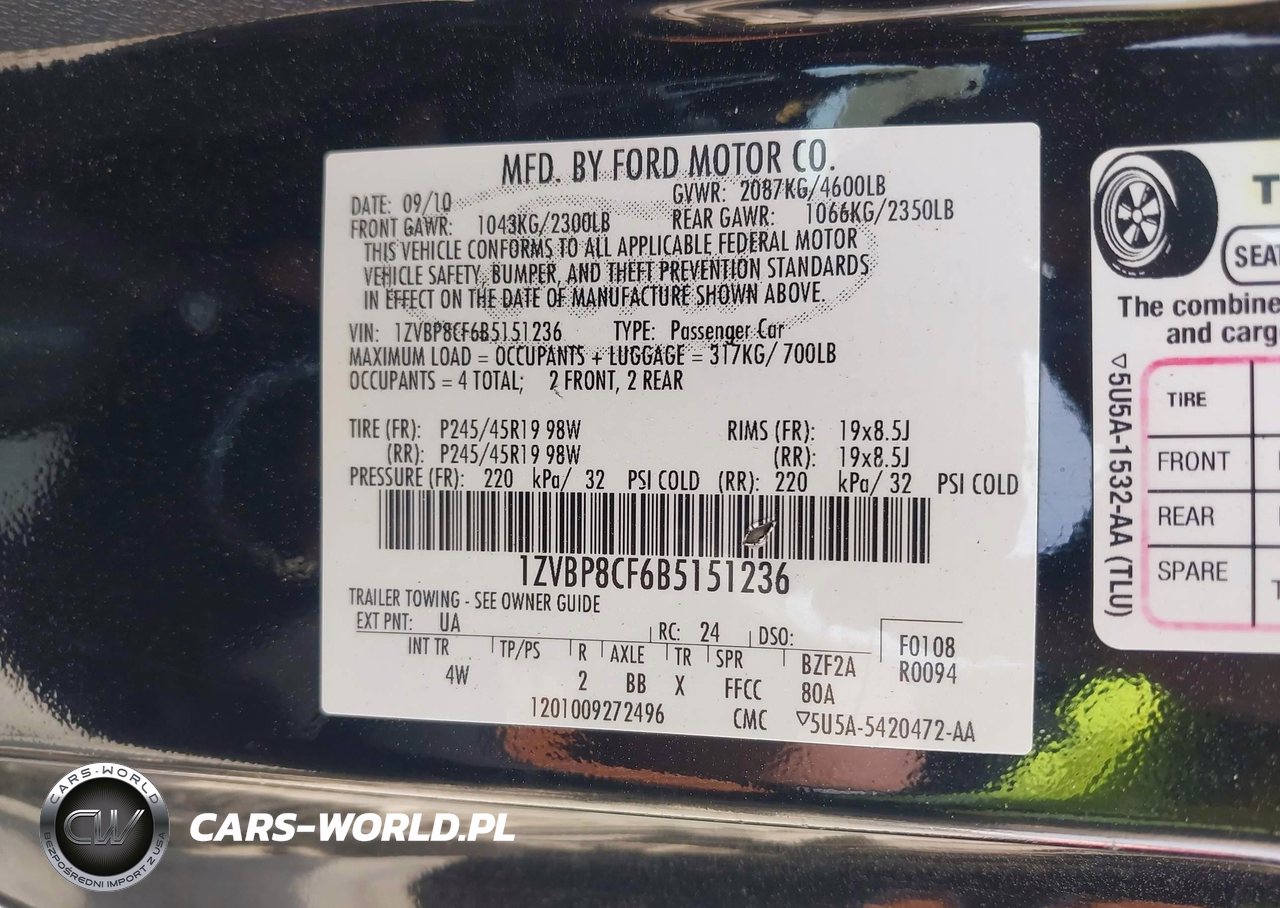 MFD. BY FORD MOTOR CO.
DATE: 09/10 GVWR: 2087KG/4600LB
FRONT GAWR: 1043KG/2300LB REAR GAWR: 1066KG/2350LB
THIS VEHICLE CONFORMS TO ALL APPLICABLE FEDERAL MOTOR
VEHICLE SAFETY, BUMPER, AND THEFT PREVENTION STANDARDS
IN EFFECT ON THE DATE OF MANUFACTURE SHOWN ABOVE.
VIN: 1ZVBP8CF6B5151236 TYPE: Passenger Car
MAXIMUM LOAD = OCCUPANTS + LUGGAGE = 317KG/ 700LB
OCCUPANTS = 4 TOTAL; 2 FRONT, 2 REAR
TIRE (FR): P245/45R19 98W RIMS (FR): 19x8.5J
(RR): P245/45R19 98W (RR): 19x8.5J
PRESSURE (FR): 220 kPa/ 32 PSI COLD (RR): 220 kPa/ 32 PSI COLD
1ZVBP8CF6B5151236
TRAILER TOWING - SEE OWNER GUIDE
EXT PNT: UA RC: 24 DSO:
INT TR TP/PS R AXLE TR SPR BZF2A F0108
4W 2 BB X FFCC 80A R0094
1201009272496 CMC ▽5U5A-5420472-AA
T
SEAT
The combine
and carg
▽5U5A-1532-AA (TLU)
TIRE
FRONT
REAR
SPARE
T
CARS-WORLD
CW
BEZPOŚREDNI IMPORT Z USA
CARS-WORLD.PL